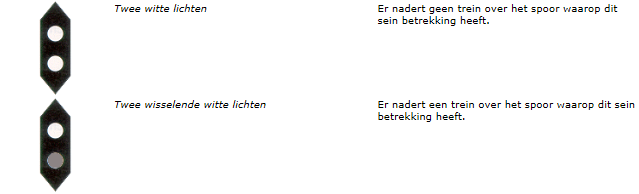 Twee witte lichten
Er nadert geen trein over het spoor waarop dit
sein betrekking heeft.
Twee wisselende witte lichten
Er nadert een trein over het spoor waarop dit sein
betrekking heeft.